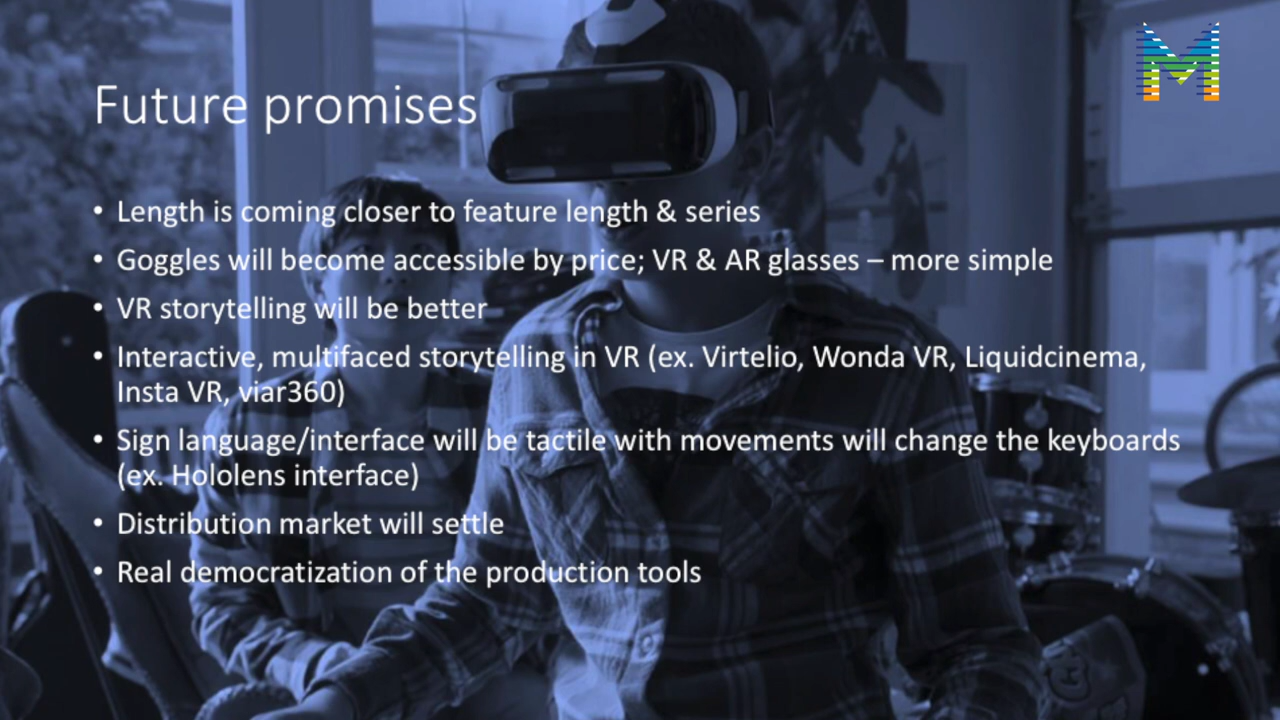 Future promises
• Length is coming closer to feature length & series
• Goggles will become accessible by price; VR & AR glasses – more simple
• VR storytelling will be better
• Interactive, multifaced storytelling in VR (ex. Virtelio, Wonda VR, Liquidcinema,
Insta VR, viar360)
• Sign language/interface will be tactile with movements will change the keyboards
(ex. Hololens interface)
• Distribution market will settle
• Real democratization of the production tools
M